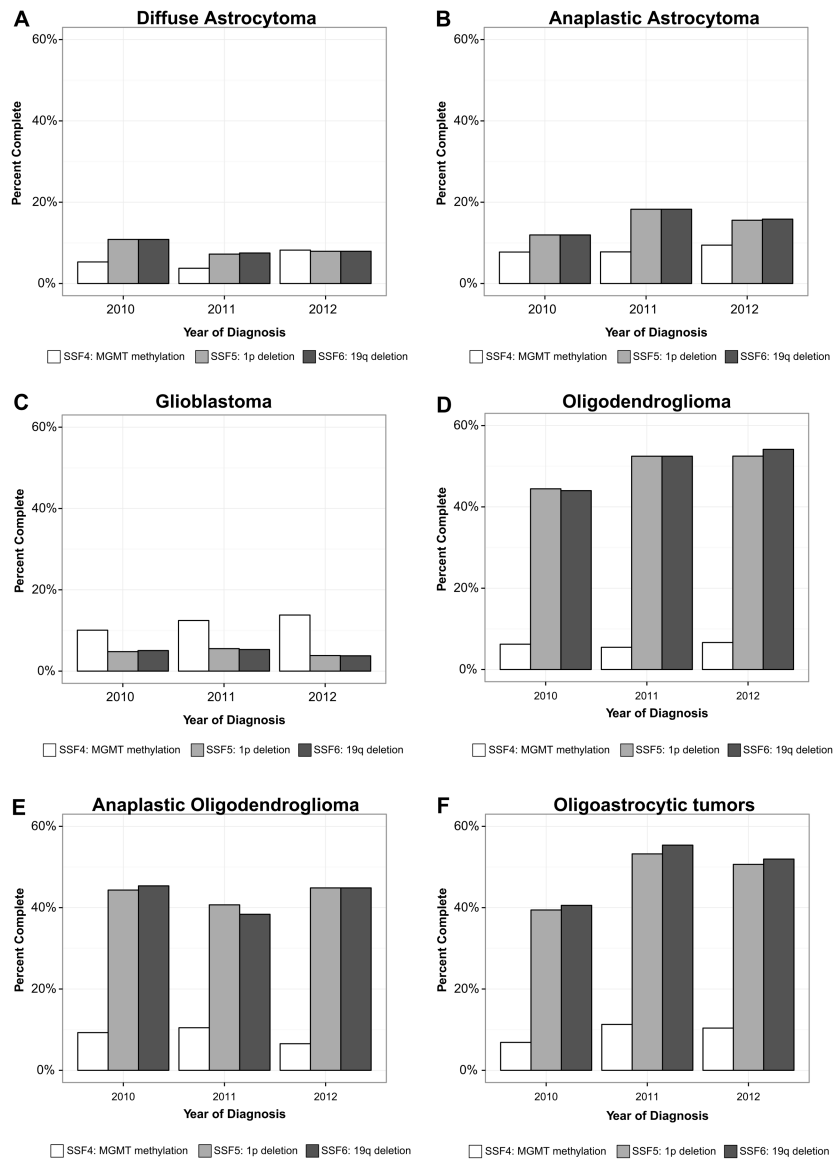 A
Diffuse Astrocytoma
Percent Complete
60%
40%
20%
0%
2010 2011 2012
Year of Diagnosis
SSF4: MGMT methylation SSF5: 1p deletion SSF6: 19q deletion
B
Anaplastic Astrocytoma
Percent Complete
60%
40%
20%
0%
2010 2011 2012
Year of Diagnosis
SSF4: MGMT methylation SSF5: 1p deletion SSF6: 19q deletion
C
Glioblastoma
Percent Complete
60%
40%
20%
0%
2010 2011 2012
Year of Diagnosis
SSF4: MGMT methylation SSF5: 1p deletion SSF6: 19q deletion
D
Oligodendroglioma
Percent Complete
60%
40%
20%
0%
2010 2011 2012
Year of Diagnosis
SSF4: MGMT methylation SSF5: 1p deletion SSF6: 19q deletion
E
Anaplastic Oligodendroglioma
Percent Complete
60%
40%
20%
0%
2010 2011 2012
Year of Diagnosis
SSF4: MGMT methylation SSF5: 1p deletion SSF6: 19q deletion
F
Oligoastrocytic tumors
Percent Complete
60%
40%
20%
0%
2010 2011 2012
Year of Diagnosis
SSF4: MGMT methylation SSF5: 1p deletion SSF6: 19q deletion